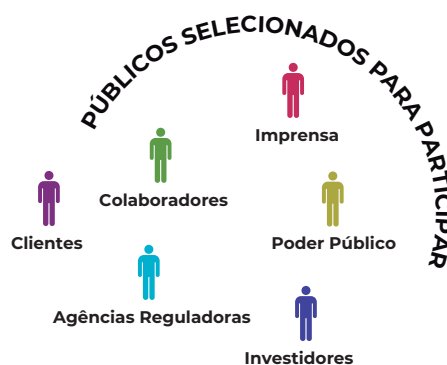 PÚBLICOS SELECIONADOS PARA PARTICIPAR
Imprensa
Colaboradores
Clientes
Poder Público
Agências Reguladoras
Investidores